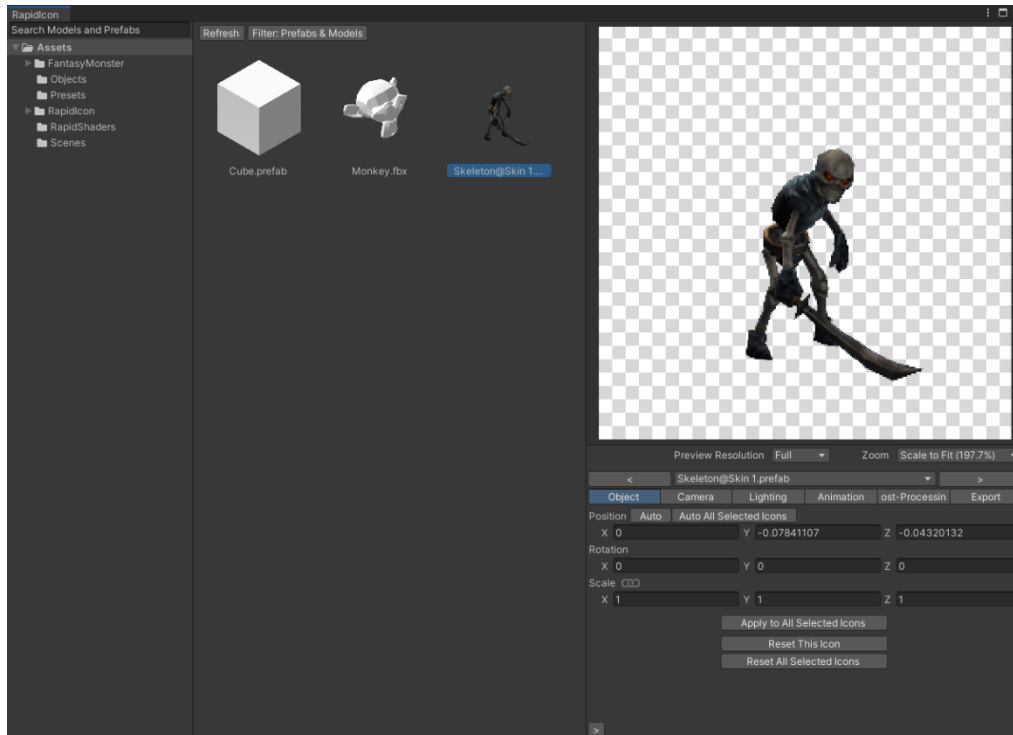 RapidIcon
Search Models and Prefabs
Assets
FantasyMonster
Objects
Presets
RapidIcon
RapidShaders
Scenes
Refresh Filter: Prefabs & Models
Cube.prefab Monkey.fbx Skeleton@Skin 1....
Preview Resolution Full Zoom Scale to Fit (197.7%)
< Skeleton@Skin 1.prefab >
Object Camera Lighting Animation ost-Processin Export
Position Auto Auto All Selected Icons
X 0 Y -0.07841107 Z -0.04320132
Rotation
X 0 Y 0 Z 0
Scale
X 1 Y 1 Z 1
Apply to All Selected Icons
Reset This Icon
Reset All Selected Icons
>